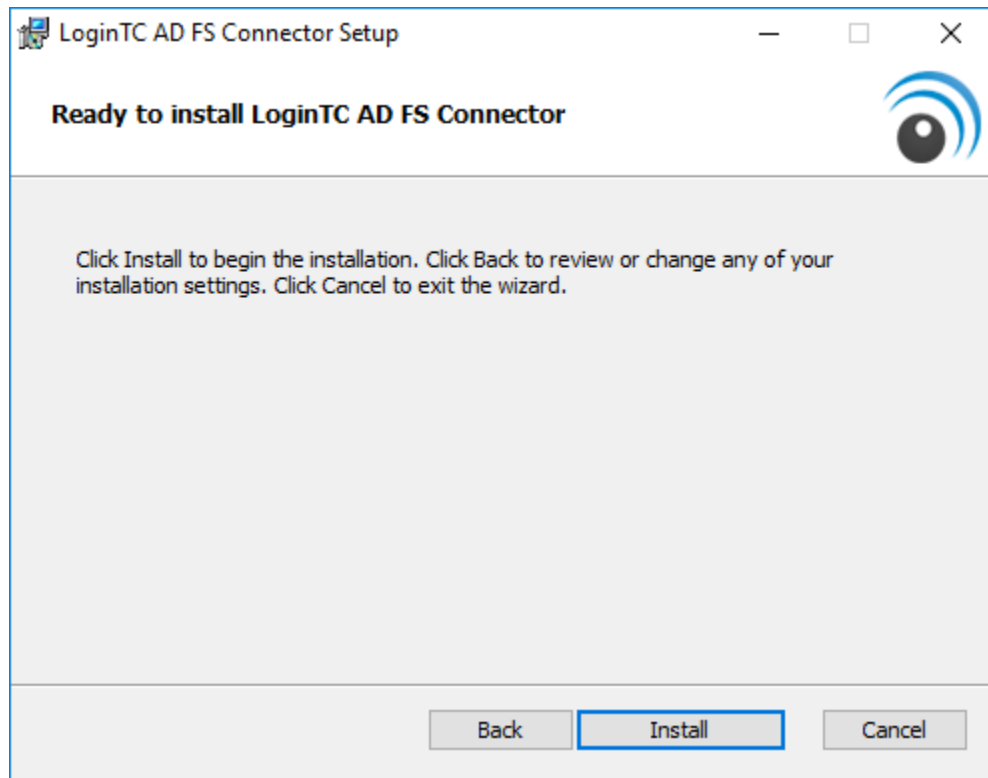 LoginTC AD FS Connector Setup
Ready to install LoginTC AD FS Connector
Click Install to begin the installation. Click Back to review or change any of your
installation settings. Click Cancel to exit the wizard.
Back Install Cancel